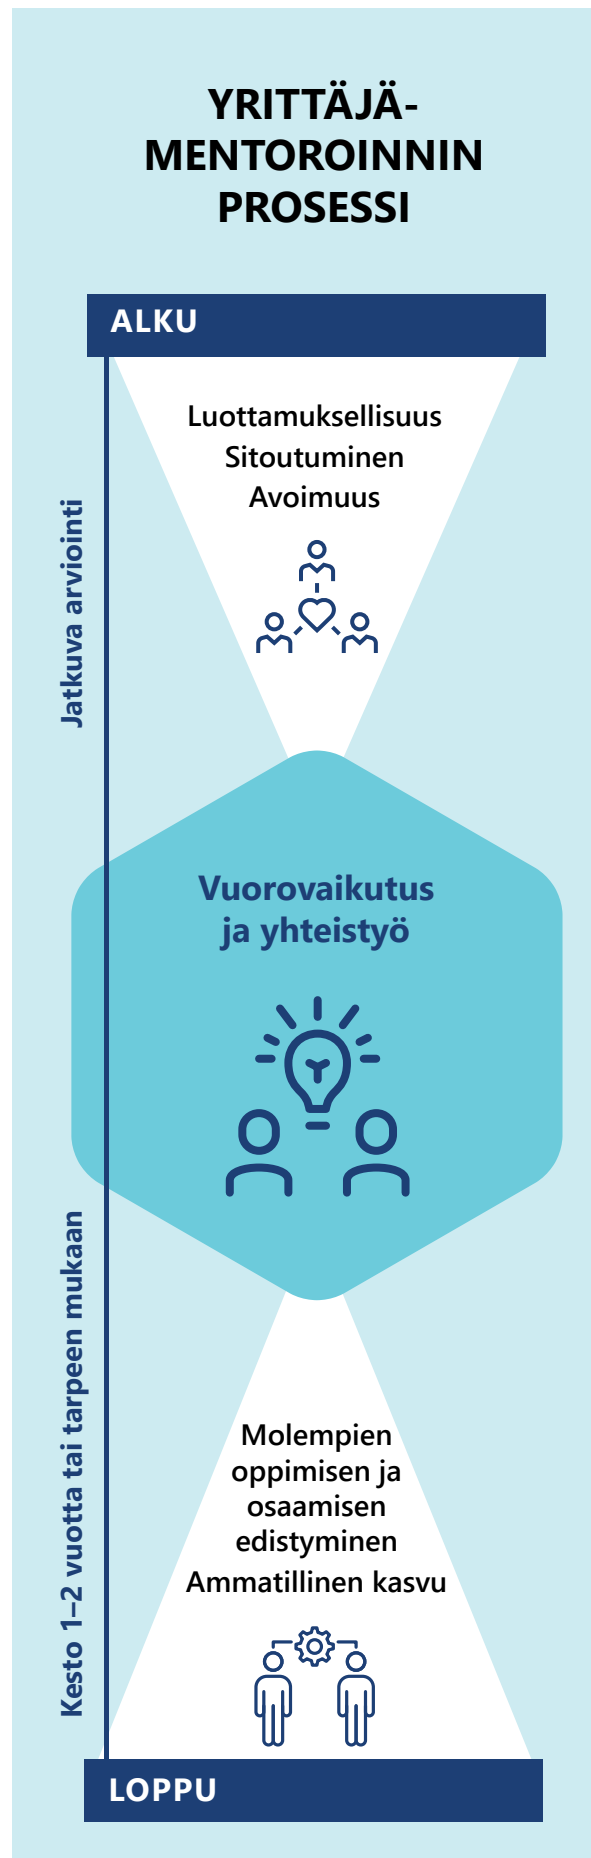 YRITTÄJÄ-
MENTOROINNIN
PROSESSI
ALKU
Luottamuksellisuus
Sitoutuminen
Avoimuus
Jatkuva arviointi
Vuorovaikutus
ja yhteistyö
Kesto 1–2 vuotta tai tarpeen mukaan
Molempien
oppimisen ja
osaamisen
edistyminen
Ammatillinen kasvu
LOPPU